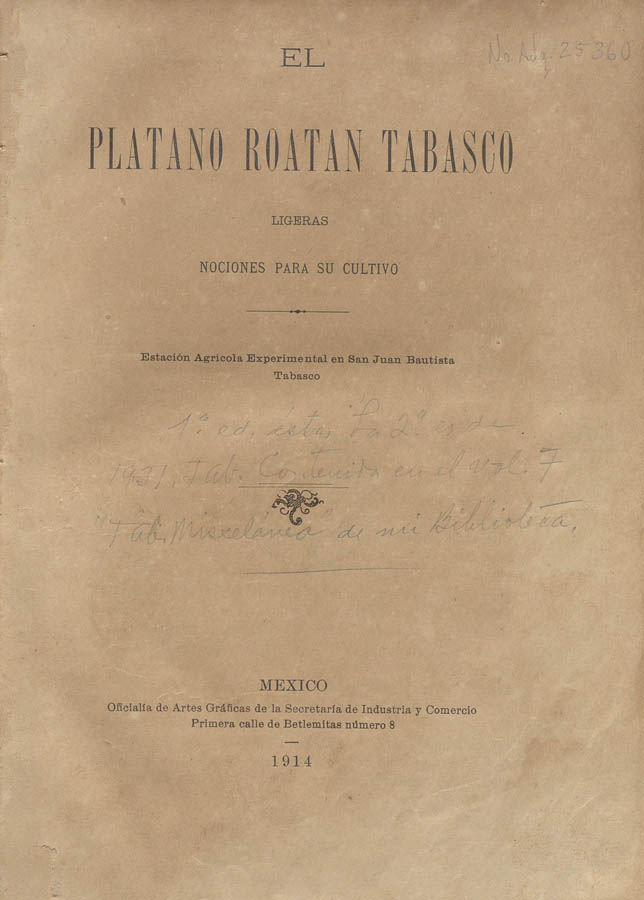 No. Adq. 25360
EL
PLATANO ROATAN TABASCO
LIGERAS
NOCIONES PARA SU CULTIVO
Estación Agrícola Experimental en San Juan Bautista
Tabasco
1ª ed. ésta, La 2ª es de
1931, Tab. Contenida en el Vol. 7
"Tab. Miscelánea" de mi Biblioteca.
MEXICO
Oficialía de Artes Gráficas de la Secretaría de Industria y Comercio
Primera calle de Betlemitas número 8
1914